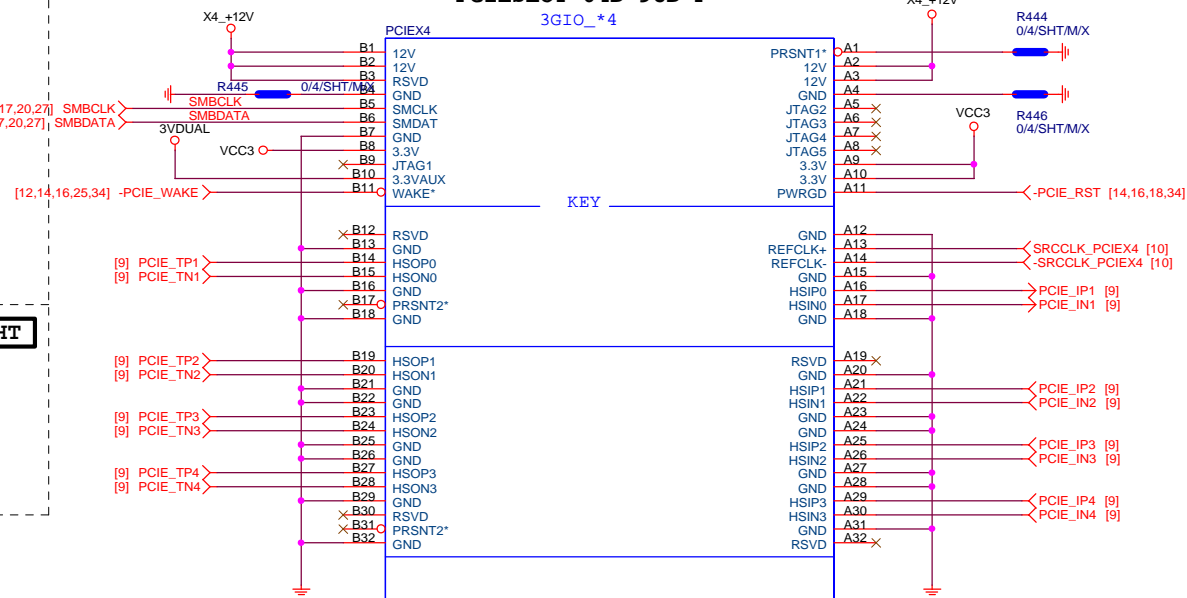 X4_+12V
3GIO_*4
PCIEX4
R444
0/4/SHT/M/X
B1 12V PRSNT1* A1
B2 12V 12V A2
B3 RSVD 12V A3
R445 0/4/SHT/M/X B4 GND GND A4
17,20,27] SMBCLK SMBCLK B5 SMCLK JTAG2 A5
7,20,27] SMBDATA SMBDATA B6 SMDAT JTAG3 A6
R446
0/4/SHT/M/X
3VDUAL B7 GND JTAG4 A7 VCC3
VCC3 B8 3.3V JTAG5 A8
B9 JTAG1 3.3V A9
B10 3.3VAUX 3.3V A10
[12,14,16,25,34] -PCIE_WAKE B11 WAKE* PWRGD A11 -PCIE_RST [14,16,18,34]
KEY
B12 RSVD GND A12
B13 GND REFCLK+ A13 SRCCLK_PCIEX4 [10]
[9] PCIE_TP1 B14 HSOP0 REFCLK- A14 -SRCCLK_PCIEX4 [10]
[9] PCIE_TN1 B15 HSON0 GND A15
B16 GND HSIP0 A16 PCIE_IP1 [9]
B17 PRSNT2* HSIN0 A17 PCIE_IN1 [9]
B18 GND GND A18
HT
[9] PCIE_TP2 B19 HSOP1 RSVD A19
[9] PCIE_TN2 B20 HSON1 GND A20
B21 GND HSIP1 A21 PCIE_IP2 [9]
B22 GND HSIN1 A22 PCIE_IN2 [9]
[9] PCIE_TP3 B23 HSOP2 GND A23
[9] PCIE_TN3 B24 HSON2 GND A24
B25 GND HSIP2 A25 PCIE_IP3 [9]
B26 GND HSIN2 A26 PCIE_IN3 [9]
[9] PCIE_TP4 B27 HSOP3 GND A27
[9] PCIE_TN4 B28 HSON3 GND A28
B29 GND HSIP3 A29 PCIE_IP4 [9]
B30 RSVD HSIN3 A30 PCIE_IN4 [9]
B31 PRSNT2* GND A31
B32 GND RSVD A32